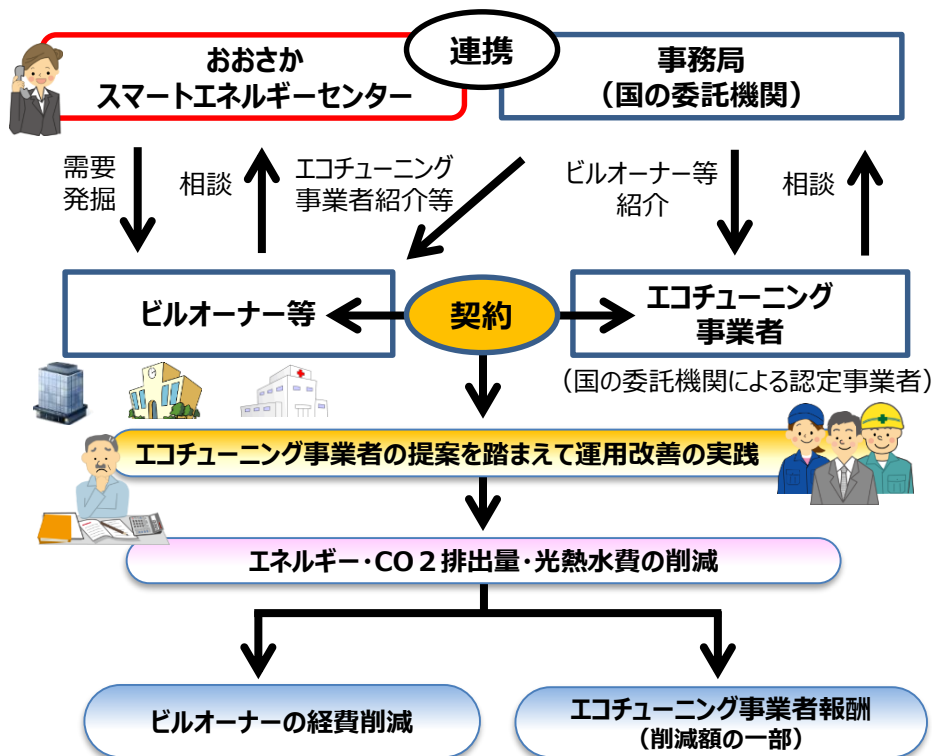 おおさか
スマートエネルギーセンター
連携
事務局
（国の委託機関）
需要
発掘
相談
エコチューニング
事業者紹介等
ビルオーナー等
紹介
相談
ビルオーナー等
契約
エコチューニング
事業者
（国の委託機関による認定事業者）
エコチューニング事業者の提案を踏まえて運用改善の実践
エネルギー・CO２排出量・光熱水費の削減
ビルオーナーの経費削減
エコチューニング事業者報酬
（削減額の一部）